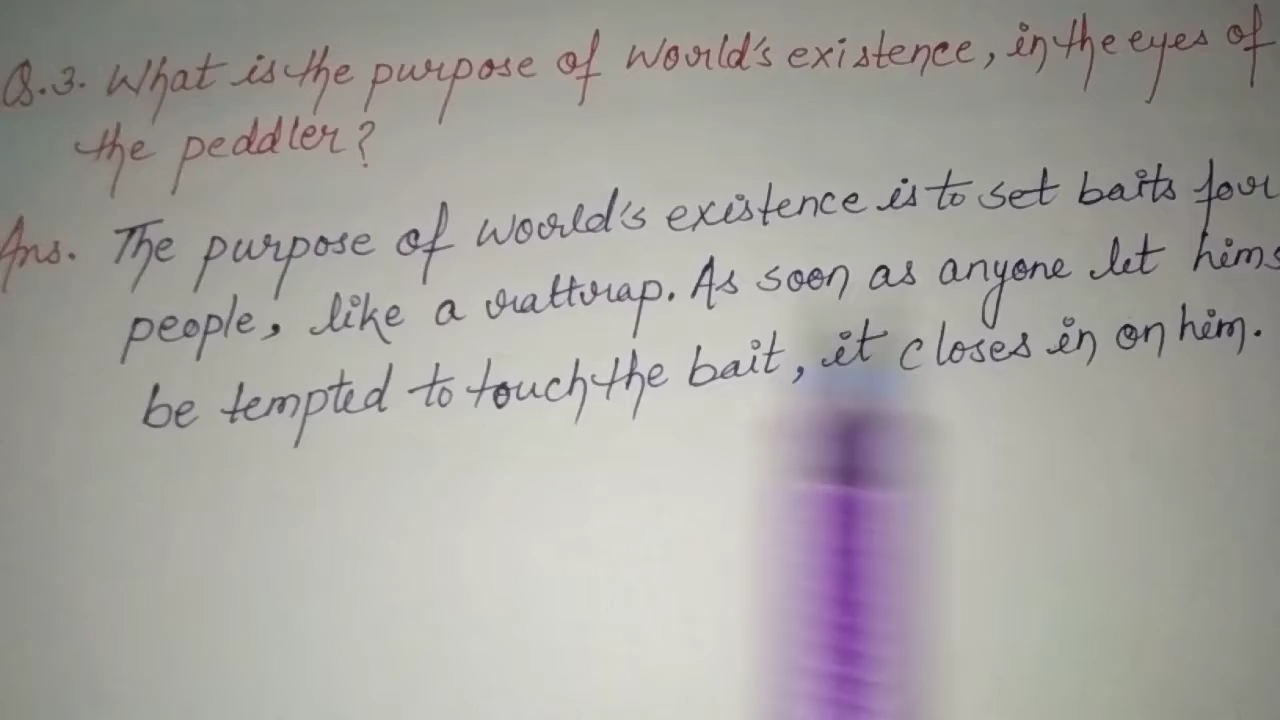 Q.3. What is the purpose of world's existence, in the eyes of
the peddler?
Ans. The purpose of world's existence is to set baits for
people, like a rattrap. As soon as anyone let hims
be tempted to touch the bait, it closes in on him.